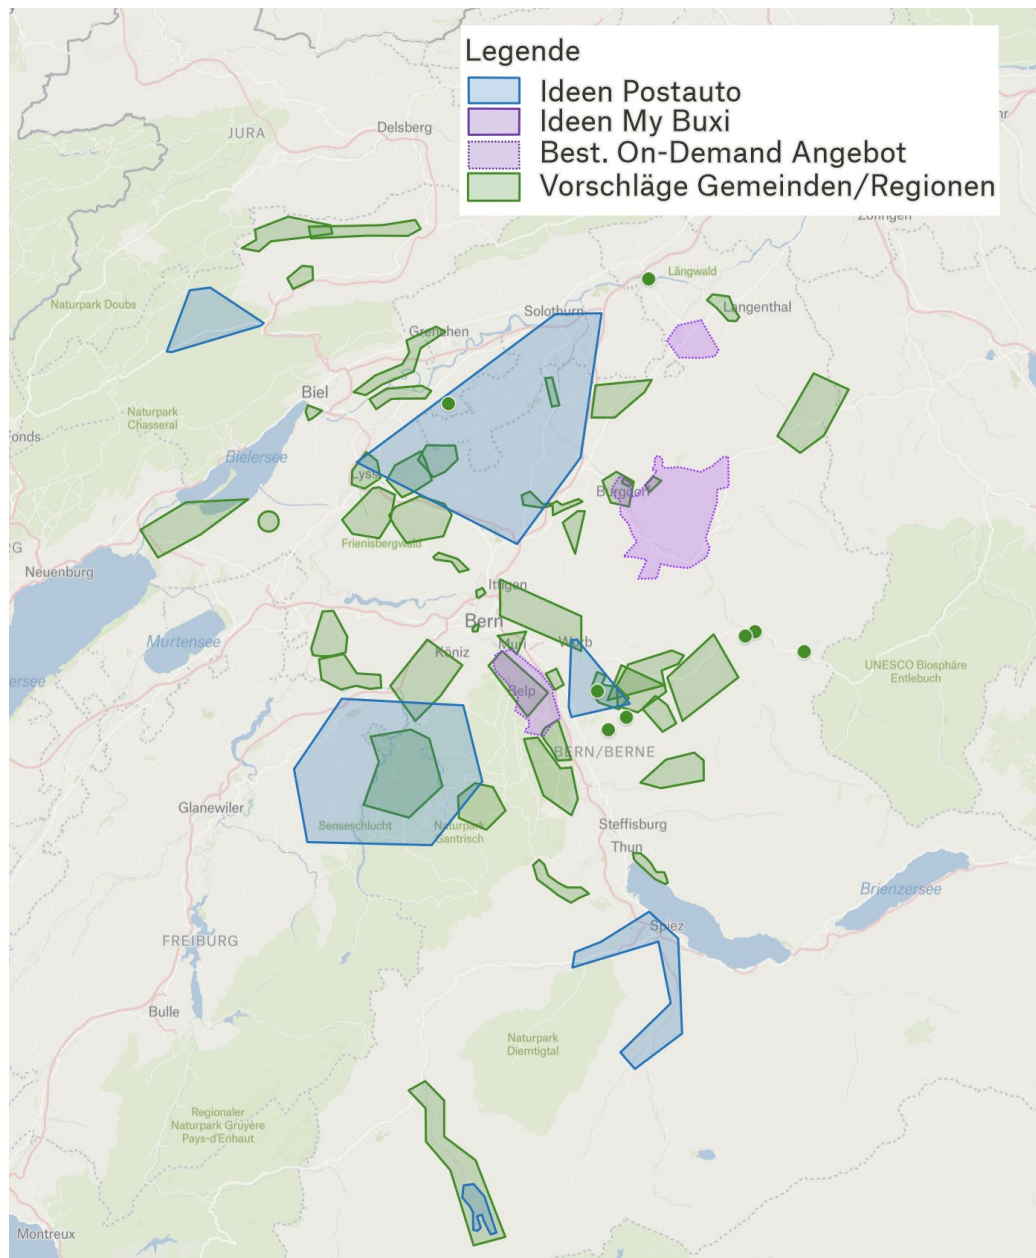 Legende
Ideen Postauto
Ideen My Buxi
Best. On-Demand Angebot
Vorschläge Gemeinden/Regionen
JURA
Delsberg
Zofingen
Naturpark Doubs
Längwald
Langenthal
Solothurn
Grenchen
Biel
Naturpark
Chasseral
Bielersee
Lyss
Burgdorf
Frienisbergwald
Neuenburg
Ittigen
Bern
Murtensee
Köniz
Muri
Worb
UNESCO Biosphäre
Entlebuch
Belp
BERN/BERNE
Glanewiler
Senseschlucht
Naturpark
Gantrisch
Steffisburg
Thun
Brienzersee
Spiez
FREIBURG
Bulle
Naturpark
Diemtigtal
Regionaler
Naturpark Gruyère
Pays-d'Enhaut
Montreux